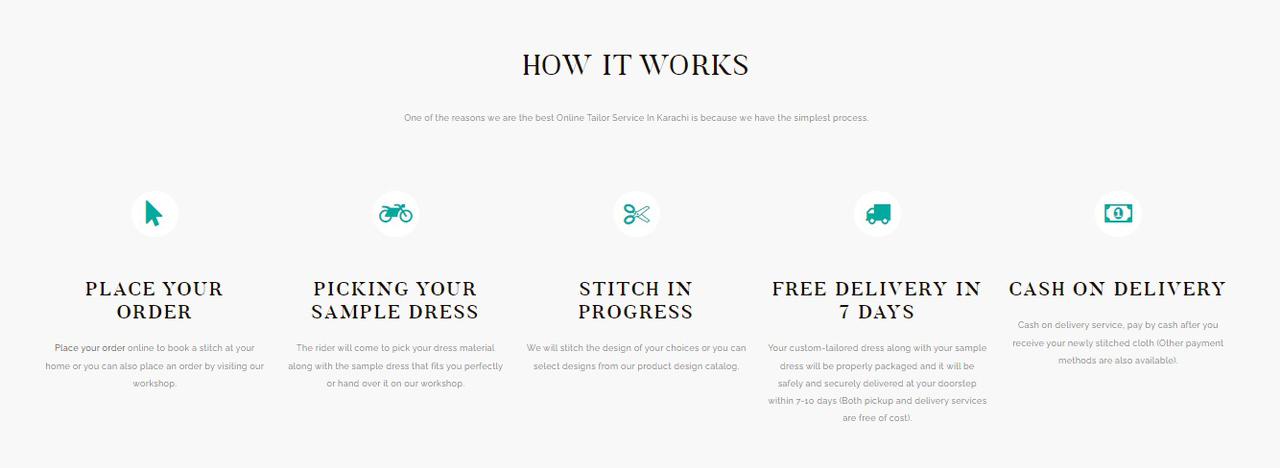 HOW IT WORKS
One of the reasons we are the best Online Tailor Service In Karachi is because we have the simplest process.
PLACE YOUR
ORDER
Place your order online to book a stitch at your
home or you can also place an order by visiting our
workshop.
PICKING YOUR
SAMPLE DRESS
The rider will come to pick your dress material
along with the sample dress that fits you perfectly
or hand over it on our workshop.
STITCH IN
PROGRESS
We will stitch the design of your choices or you can
select designs from our product design catalog.
FREE DELIVERY IN
7 DAYS
Your custom-tailored dress along with your sample
dress will be properly packaged and it will be
safely and securely delivered at your doorstep
within 7-10 days (Both pickup and delivery services
are free of cost).
CASH ON DELIVERY
Cash on delivery service, pay by cash after you
receive your newly stitched cloth (Other payment
methods are also available).